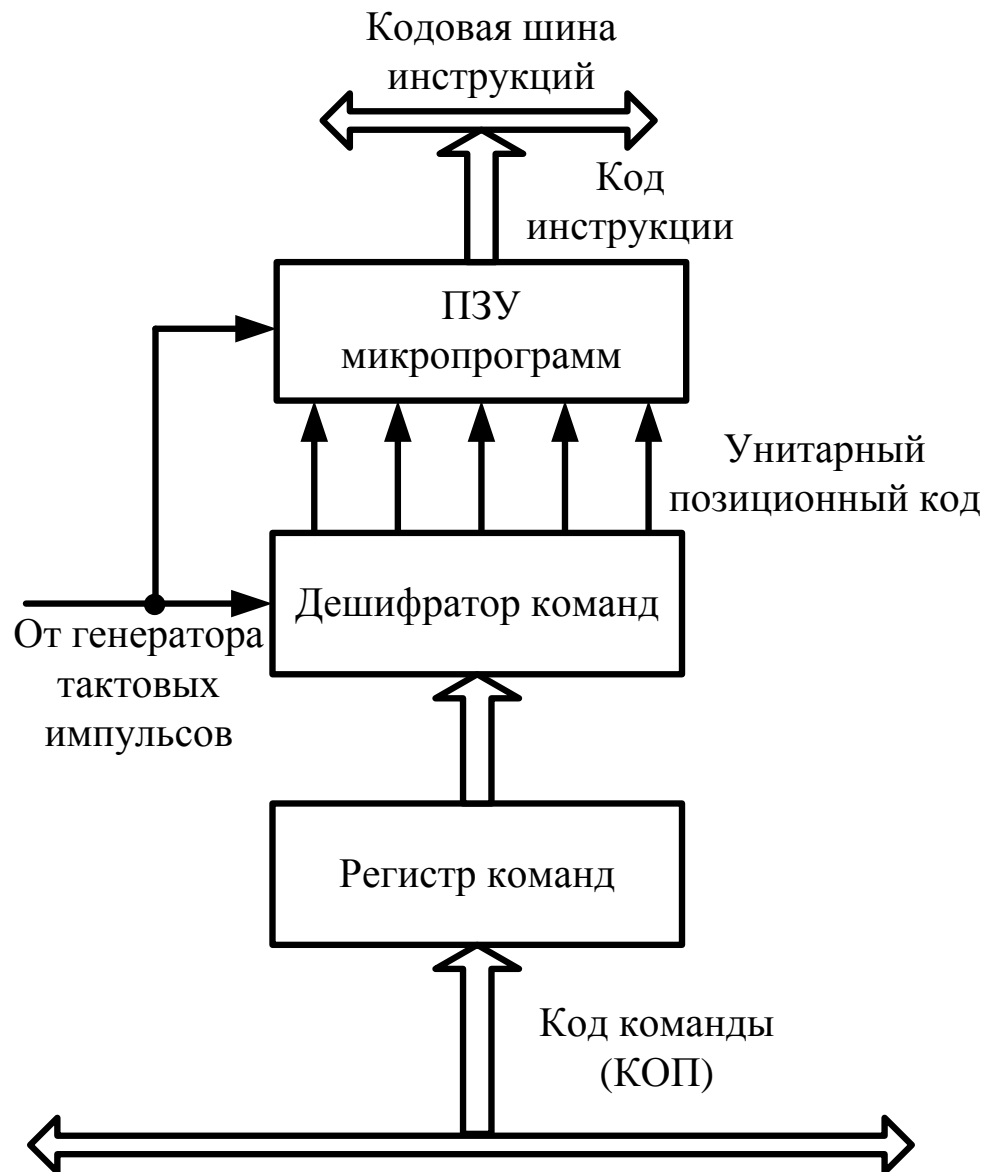 Кодовая шина
инструкций
Код
инструкции
ПЗУ
микропрограмм
Унитарный
позиционный код
Дешифратор команд
От генератора
тактовых
импульсов
Регистр команд
Код команды
(КОП)